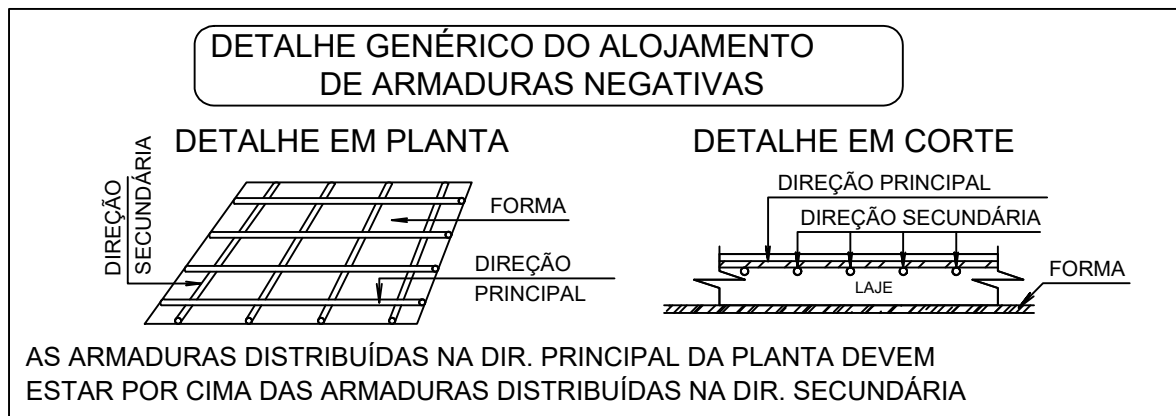 DETALHE GENÉRICO DO ALOJAMENTO
DE ARMADURAS NEGATIVAS
DETALHE EM PLANTA
DIREÇÃO
SECUNDÁRIA
FORMA
DIREÇÃO
PRINCIPAL
DETALHE EM CORTE
DIREÇÃO PRINCIPAL
DIREÇÃO SECUNDÁRIA
FORMA
LAJE
AS ARMADURAS DISTRIBUÍDAS NA DIR. PRINCIPAL DA PLANTA DEVEM
ESTAR POR CIMA DAS ARMADURAS DISTRIBUÍDAS NA DIR. SECUNDÁRIA